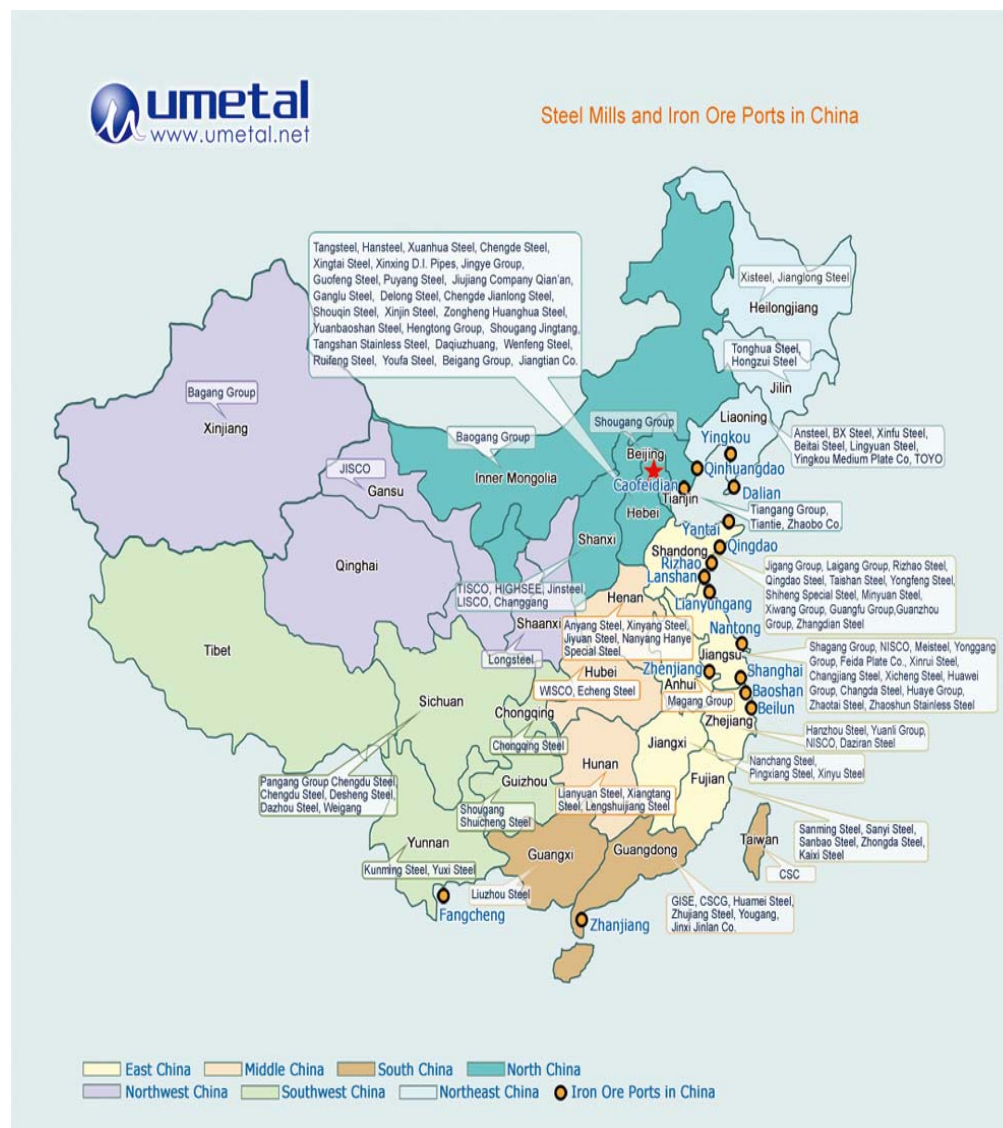 umetal
www.umetal.net
Steel Mills and Iron Ore Ports in China
Tangsteel, Hansteel, Xuanhua Steel, Chengde Steel,
Xingtai Steel, Xinxing D.I. Pipes, Jingye Group,
Guofeng Steel, Puyang Steel, Jiujiang Company Qian'an,
Ganglu Steel, Delong Steel, Chengde Jianlong Steel,
Shouqin Steel, Xinjin Steel, Zongheng Huanghua Steel,
Yuanbaoshan Steel, Hengtong Group, Shougang Jingtang,
Tangshan Stainless Steel, Daqiuzhuang, Wenfeng Steel,
Ruifeng Steel, Youfa Steel, Beigang Group, Jiangtian Co.
Xisteel, Jianglong Steel
Heilongjiang
Tonghua Steel,
Hongzui Steel
Jilin
Bagang Group
Xinjiang
Shougang Group
Liaoning
Ansteel, BX Steel, Xinfu Steel,
Beitai Steel, Lingyuan Steel,
Yingkou Medium Plate Co, TOYO
Baogang Group
Yingkou
Beijing
JISCO
Inner Mongolia
Qinhuangdao
Gansu
Caofeidian
Dalian
Tianjin
Tiangang Group,
Tiantie, Zhaobo Co.
Hebei
Yantai
Shanxi
Shandong
Qingdao
Qinghai
Rizhao
Jigang Group, Laigang Group, Rizhao Steel,
Qingdao Steel, Taishan Steel, Yongfeng Steel,
Shiheng Special Steel, Minyuan Steel,
Xiwang Group, Guangfu Group,Guanzhou
Group, Zhangdian Steel
Lanshan
TISCO, HIGHSEE, Jinsteel,
LISCO, Changgang
Henan
Lianyungang
Shaanxi
Anyang Steel, Xinyang Steel,
Jiyuan Steel, Nanyang Hanye
Special Steel
Nantong
Tibet
Longsteel
Jiangsu
Shagang Group, NISCO, Meisteel, Yonggang
Group, Feida Plate Co., Xinrui Steel,
Changjiang Steel, Xicheng Steel, Huawei
Group, Changda Steel, Huaye Group,
Zhaotai Steel, Zhaoshun Stainless Steel
Hubei
Zhenjiang
Shanghai
WISCO, Echeng Steel
Anhui
Magang Group
Baoshan
Beilun
Sichuan
Chongqing
Zhejiang
Hanzhou Steel, Yuanli Group,
NISCO, Daziran Steel
Chongqing Steel
Jiangxi
Hunan
Nanchang Steel,
Pingxiang Steel, Xinyu Steel
Pangang Group Chengdu Steel,
Chengdu Steel, Desheng Steel,
Dazhou Steel, Weigang
Guizhou
Fujian
Lianyuan Steel, Xiangtang
Steel, Lengshuijiang Steel
Shougang
Shuicheng Steel
Sanming Steel, Sanyi Steel,
Sanbao Steel, Zhongda Steel,
Kaixi Steel
Yunnan
Guangxi
Guangdong
Taiwan
Kunming Steel, Yuxi Steel
CSC
Liuzhou Steel
GISE, CSCG, Huamei Steel,
Zhujiang Steel, Yougang,
Jinxi Jinlan Co.
Fangcheng
Zhanjiang
East China
Middle China
South China
North China
Northwest China
Southwest China
Northeast China
Iron Ore Ports in China